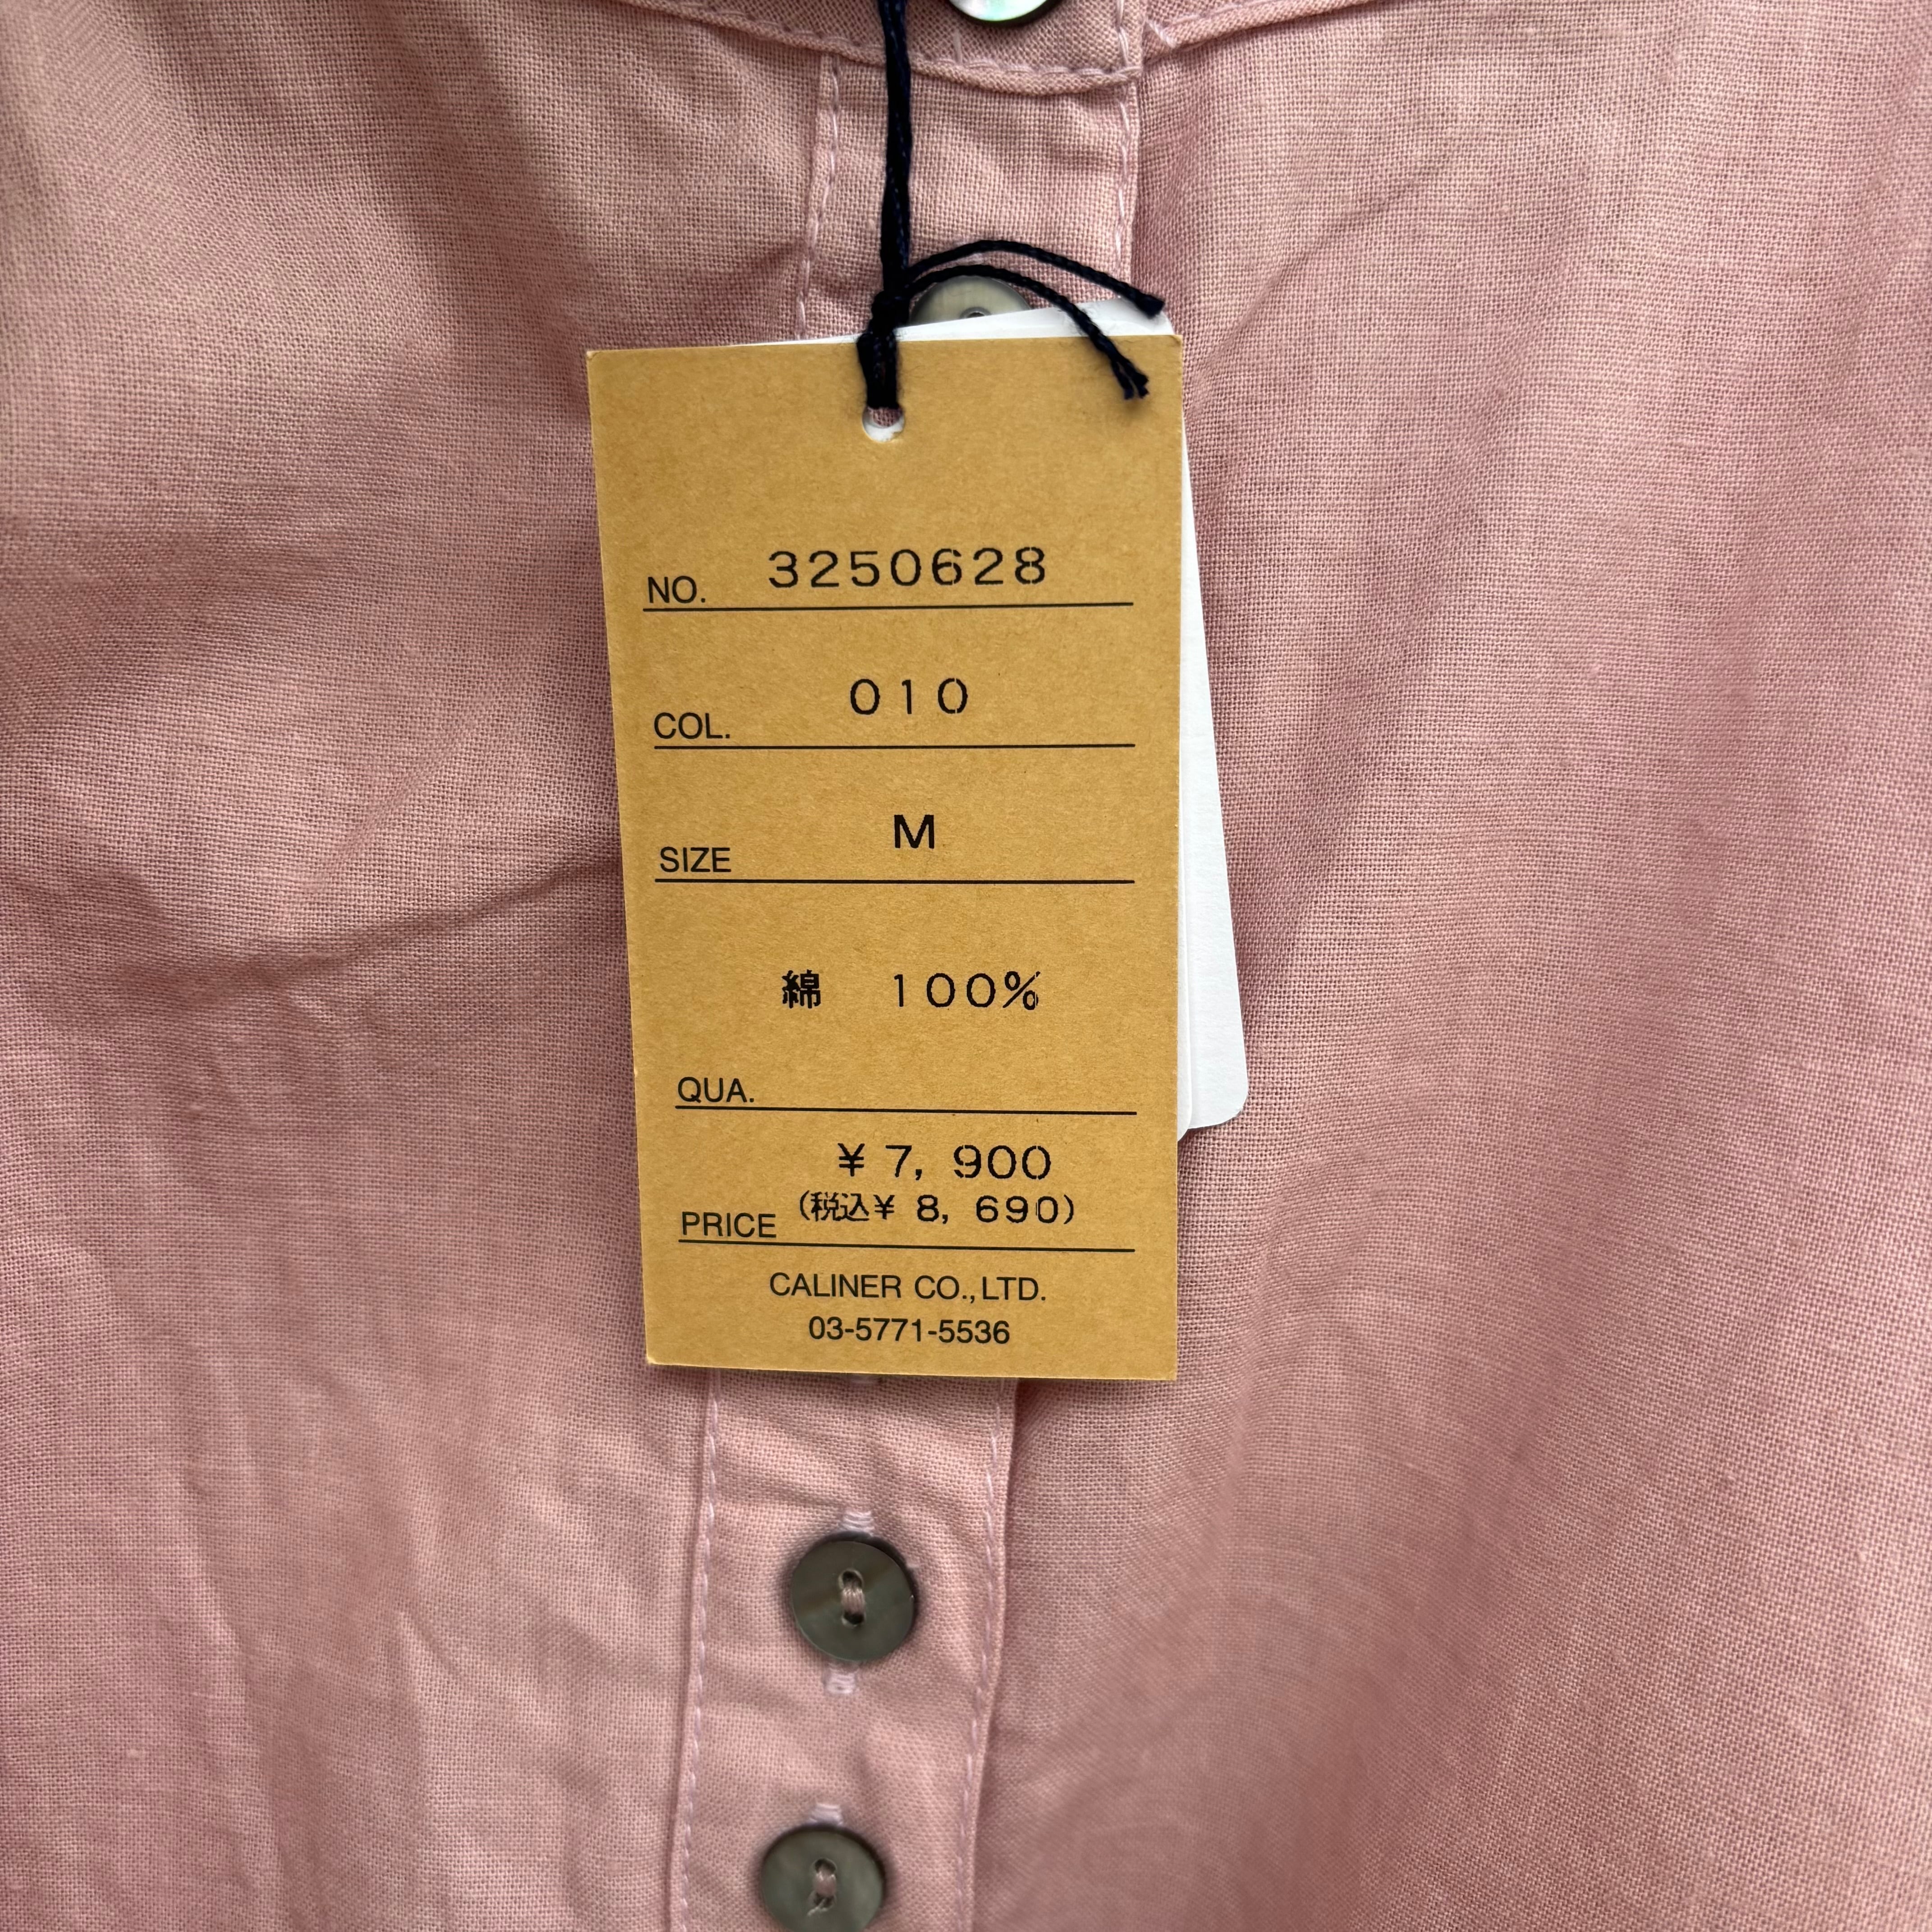 NO. 3250628
COL. 010
SIZE M
綿 100%
QUA.
¥ 7, 900
(税込¥ 8, 690)
PRICE
CALINER CO., LTD.
03-5771-5536